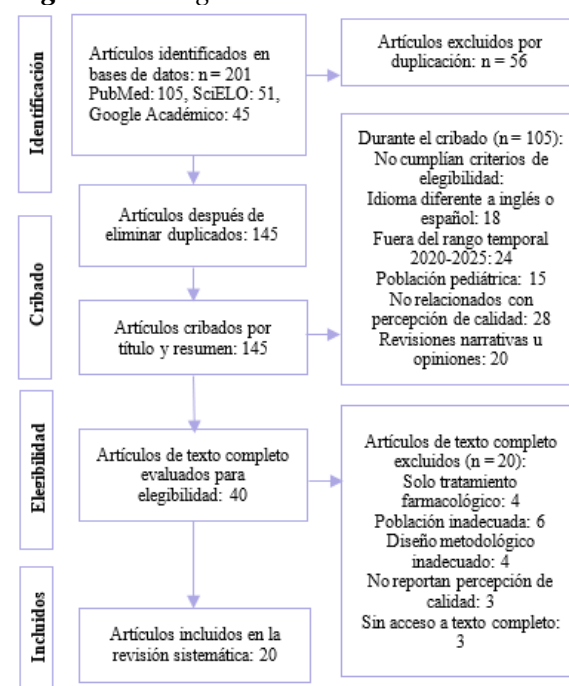 Identificación
Artículos identificados en
bases de datos: n = 201
PubMed: 105, SciELO: 51,
Google Académico: 45
Artículos excluidos por
duplicación: n = 56
Cribado
Artículos después de
eliminar duplicados: 145
Artículos cribados por
título y resumen: 145
Durante el cribado (n = 105):
No cumplían criterios de
elegibilidad:
Idioma diferente a inglés o
español: 18
Fuera del rango temporal
2020-2025: 24
Población pediátrica: 15
No relacionados con
percepción de calidad: 28
Revisiones narrativas u
opiniones: 20
Elegibilidad
Artículos de texto completo
evaluados para
elegibilidad: 40
Artículos de texto completo
excluidos (n = 20):
Solo tratamiento
farmacológico: 4
Población inadecuada: 6
Diseño metodológico
inadecuado: 4
No reportan percepción de
calidad: 3
Sin acceso a texto completo:
3
Incluidos
Artículos incluidos en la
revisión sistemática: 20